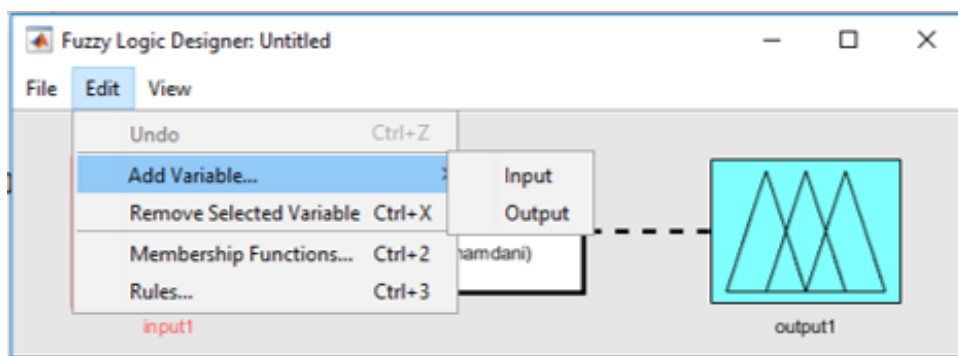 Fuzzy Logic Designer: Untitled
File Edit View
Undo Ctrl+Z
Add Variable...
Input
Remove Selected Variable Ctrl+X
Output
Membership Functions... Ctrl+2
Rules... Ctrl+3
input1
output1